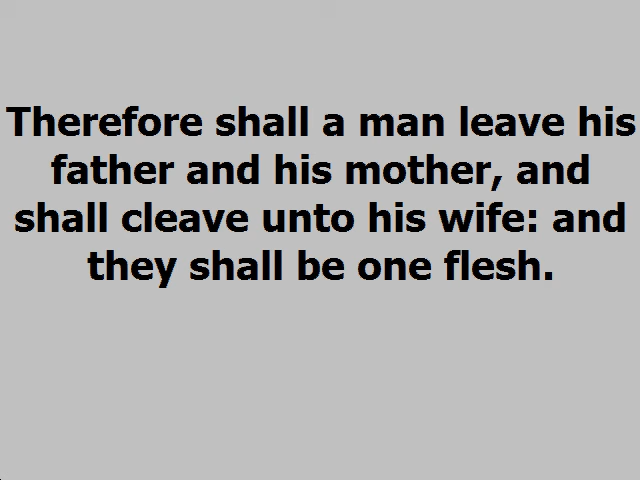 Therefore shall a man leave his
father and his mother, and
shall cleave unto his wife: and
they shall be one flesh.